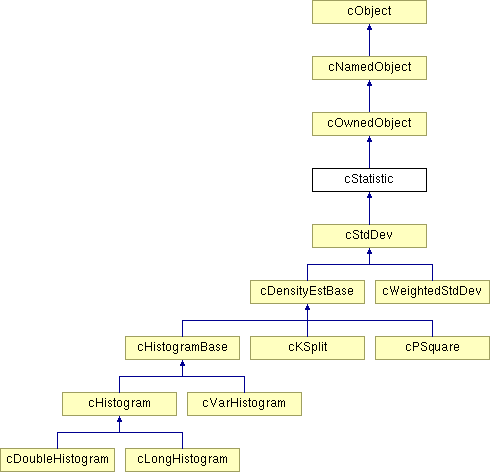 cObject
cNamedObject
cOwnedObject
cStatistic
cStdDev
cDensityEstBase
cWeightedStdDev
cHistogramBase
cKSplit
cPSquare
cHistogram
cVarHistogram
cDoubleHistogram
cLongHistogram